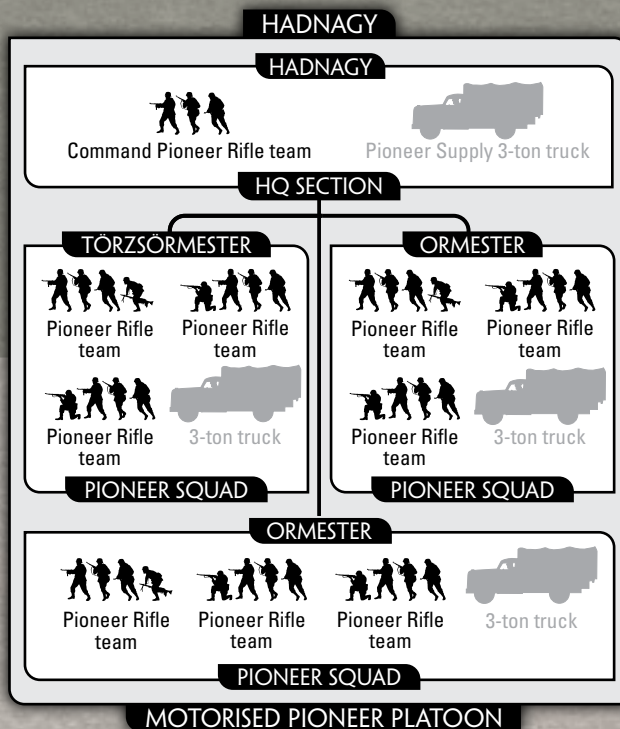 HADNAGY
HADNAGY
Command Pioneer Rifle team
Pioneer Supply 3-ton truck
HQ SECTION
TÖRZSÖRMESTER
Pioneer Rifle
team
Pioneer Rifle
team
Pioneer Rifle
team
3-ton truck
PIONEER SQUAD
ORMESTER
Pioneer Rifle
team
Pioneer Rifle
team
Pioneer Rifle
team
3-ton truck
PIONEER SQUAD
ORMESTER
Pioneer Rifle
team
Pioneer Rifle
team
Pioneer Rifle
team
3-ton truck
PIONEER SQUAD
MOTORISED PIONEER PLATOON